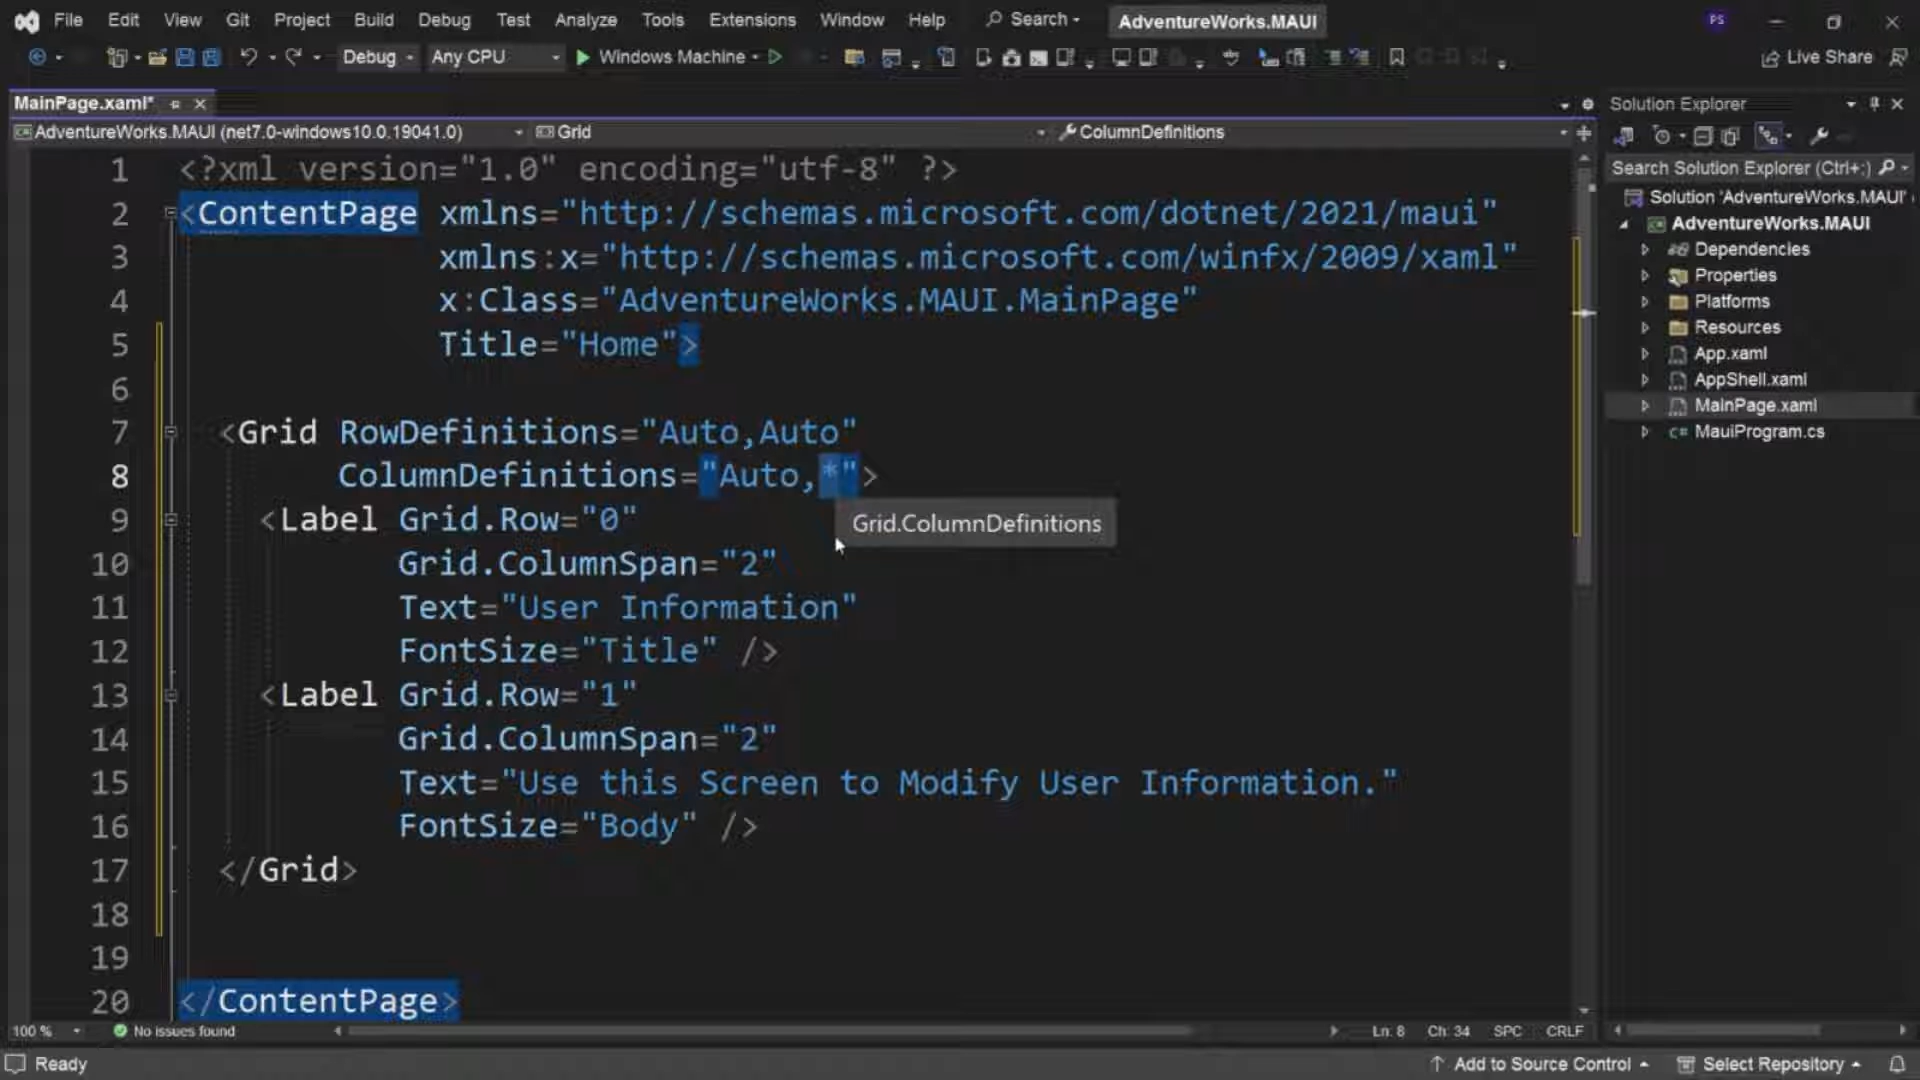 File Edit View Git Project Build Debug Test Analyze Tools Extensions Window Help Search AdventureWorks.MAUI PS
Debug Any CPU Windows Machine Live Share
MainPage.xaml*
AdventureWorks.MAUI (net7.0-windows10.0.19041.0) Grid ColumnDefinitions
1 <?xml version="1.0" encoding="utf-8" ?>
2 <ContentPage xmlns="http://schemas.microsoft.com/dotnet/2021/maui"
3 xmlns:x="http://schemas.microsoft.com/winfx/2009/xaml"
4 x:Class="AdventureWorks.MAUI.MainPage"
5 Title="Home">
6
7 <Grid RowDefinitions="Auto,Auto"
8 ColumnDefinitions="Auto,*">
9 <Label Grid.Row="0"
Grid.ColumnDefinitions
10 Grid.ColumnSpan="2"
11 Text="User Information"
12 FontSize="Title" />
13 <Label Grid.Row="1"
14 Grid.ColumnSpan="2"
15 Text="Use this Screen to Modify User Information."
16 FontSize="Body" />
17 </Grid>
18
19
20 </ContentPage>
100 % No issues found Ln: 8 Ch: 34 SPC CRLF
Solution Explorer
Search Solution Explorer (Ctrl+;)
Solution 'AdventureWorks.MAUI'
AdventureWorks.MAUI
Dependencies
Properties
Platforms
Resources
App.xaml
AppShell.xaml
MainPage.xaml
C# MauiProgram.cs
Ready Add to Source Control Select Repository